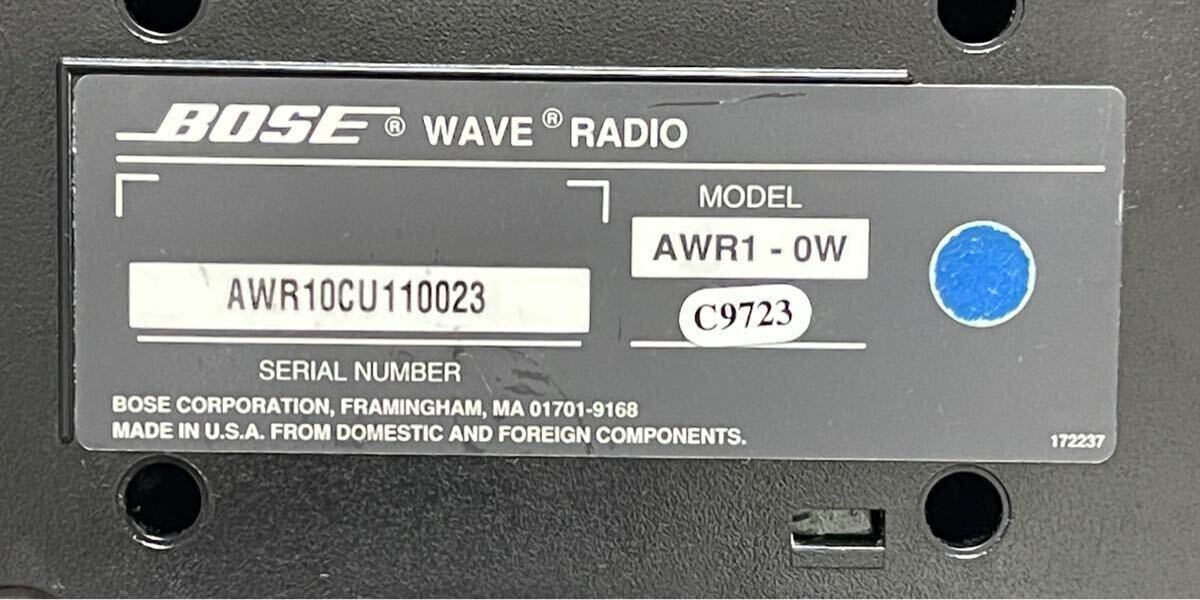 BOSE® WAVE® RADIO
MODEL
AWR1 - 0W
AWR10CU110023
C9723
SERIAL NUMBER
BOSE CORPORATION, FRAMINGHAM, MA 01701-9168
MADE IN U.S.A. FROM DOMESTIC AND FOREIGN COMPONENTS.
172237